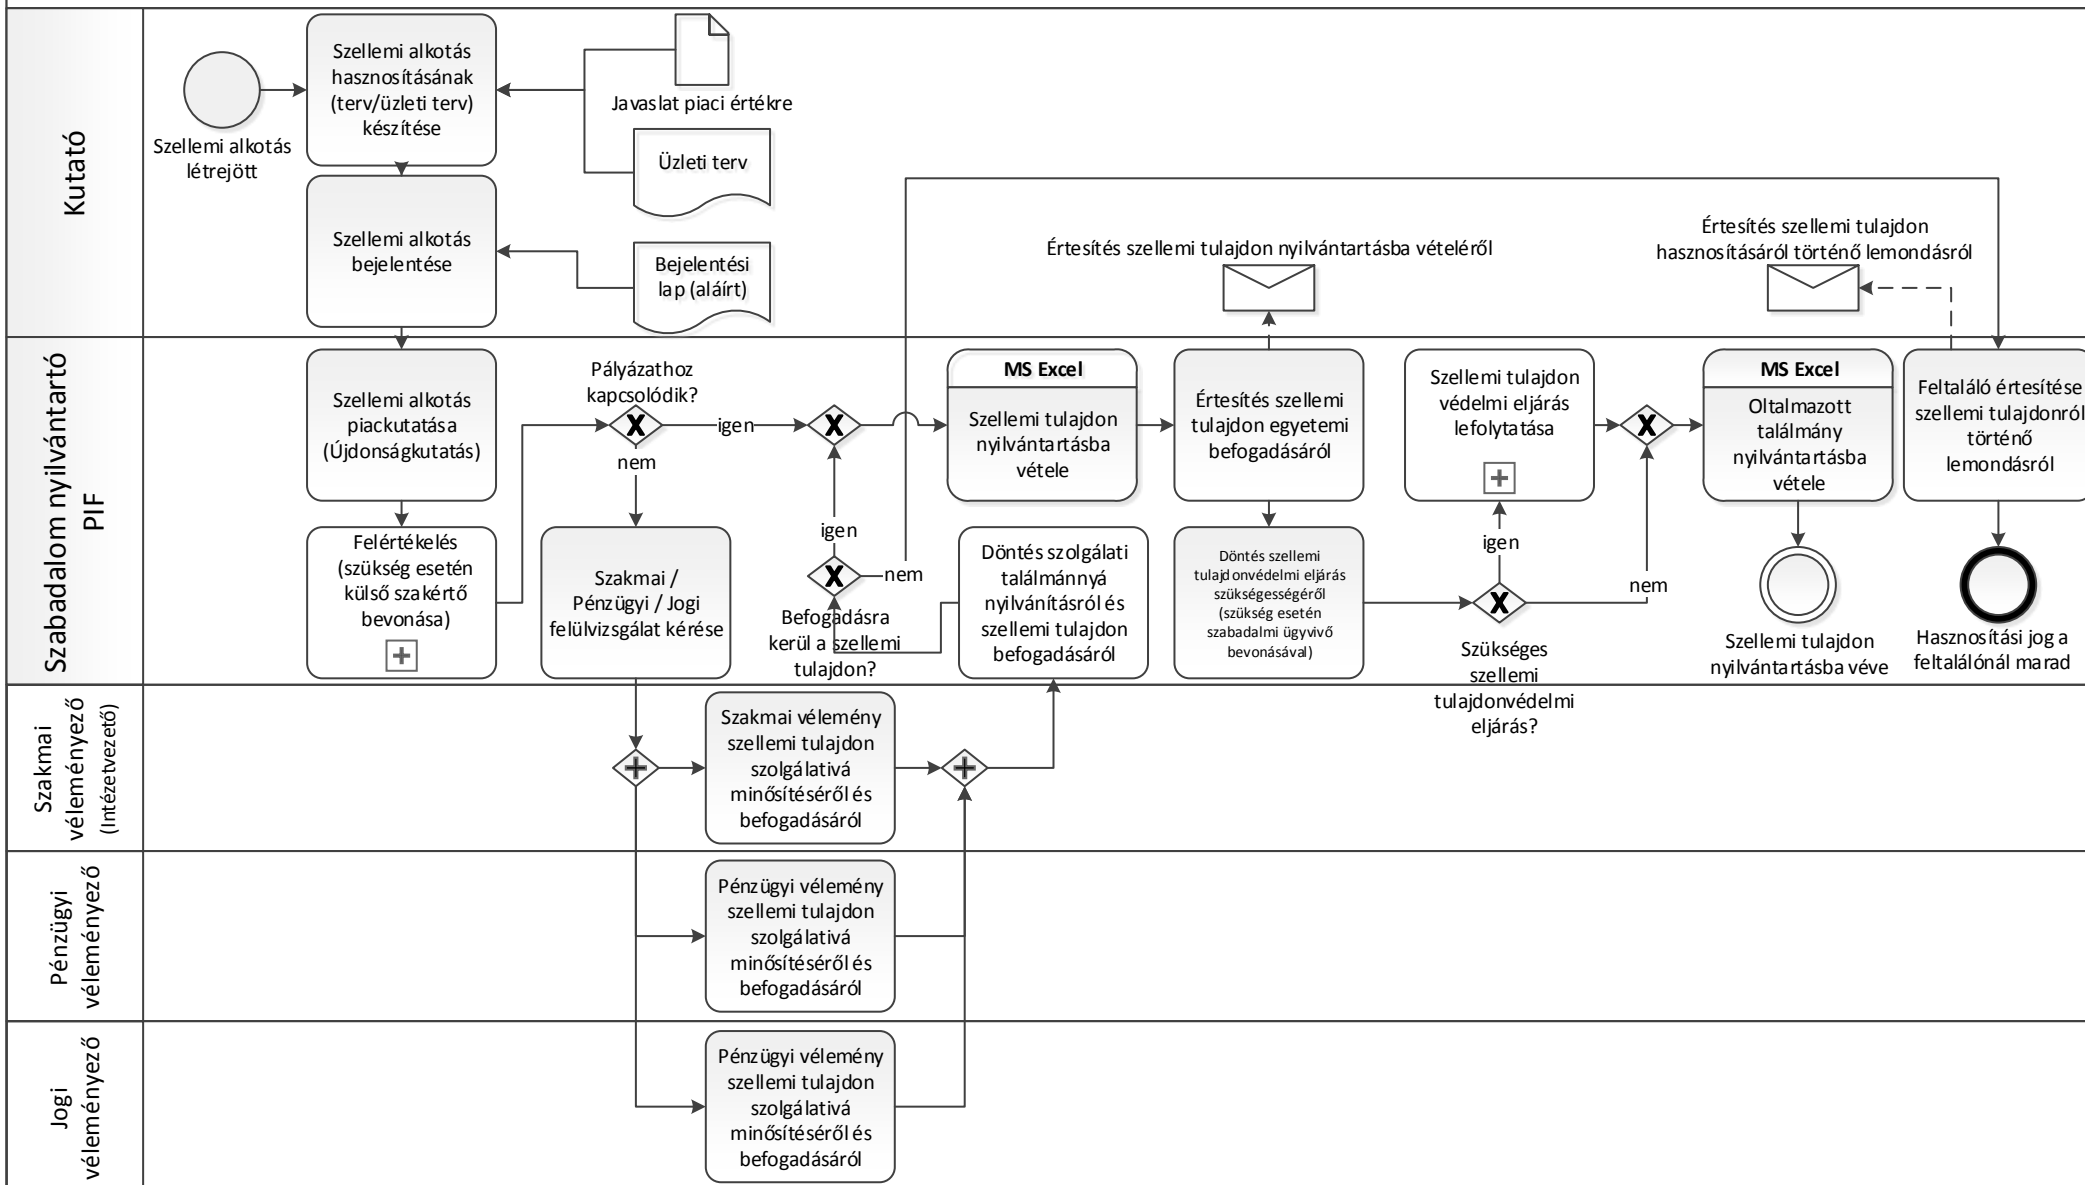 Kutató
Szellemi alkotás
létrejött
Szellemi alkotás
hasznosításának
(terv/üzleti terv)
készítése
Javaslat piaci értékre
Üzleti terv
Szellemi alkotás
bejelentése
Bejelentési
lap (aláírt)
Értesítés szellemi tulajdon nyilvántartásba vételéről
Értesítés szellemi tulajdon
hasznosításáról történő lemondásról
Szabadalom nyilvántartó
PIF
Szellemi alkotás
piackutatása
(Újdonságkutatás)
Felértékelés
(szükség esetén
külső szakértő
bevonása)
Pályázathoz
kapcsolódik?
igen
nem
Szakmai /
Pénzügyi / Jogi
felülvizsgálat kérése
igen
nem
Befogadásra
kerül a szellemi
tulajdon?
MS Excel
Szellemi tulajdon
nyilvántartásba
vétele
Döntés szolgálati
találmánnyá
nyilvánításról és
szellemi tulajdon
befogadásáról
Értesítés szellemi
tulajdon egyetemi
befogadásáról
Döntés szellemi
tulajdonvédelmi eljárás
szükségességéről
(szükség esetén
szabadalmi ügyvivő
bevonásával)
Szellemi tulajdon
védelmi eljárás
lefolytatása
igen
nem
Szükséges
szellemi
tulajdonvédelmi
eljárás?
MS Excel
Oltalmazott
találmány
nyilvántartásba
vétele
Szellemi tulajdon
nyilvántartásba véve
Feltaláló értesítése
szellemi tulajdonról
történő
lemondásról
Hasznosítási jog a
feltalálónál marad
Szakmai
véleményező
(Intézetvezető)
Szakmai vélemény
szellemi tulajdon
szolgálativá
minősítéséről és
befogadásáról
Pénzügyi
véleményező
Pénzügyi vélemény
szellemi tulajdon
szolgálativá
minősítéséről és
befogadásáról
Jogi
véleményező
Pénzügyi vélemény
szellemi tulajdon
szolgálativá
minősítéséről és
befogadásáról